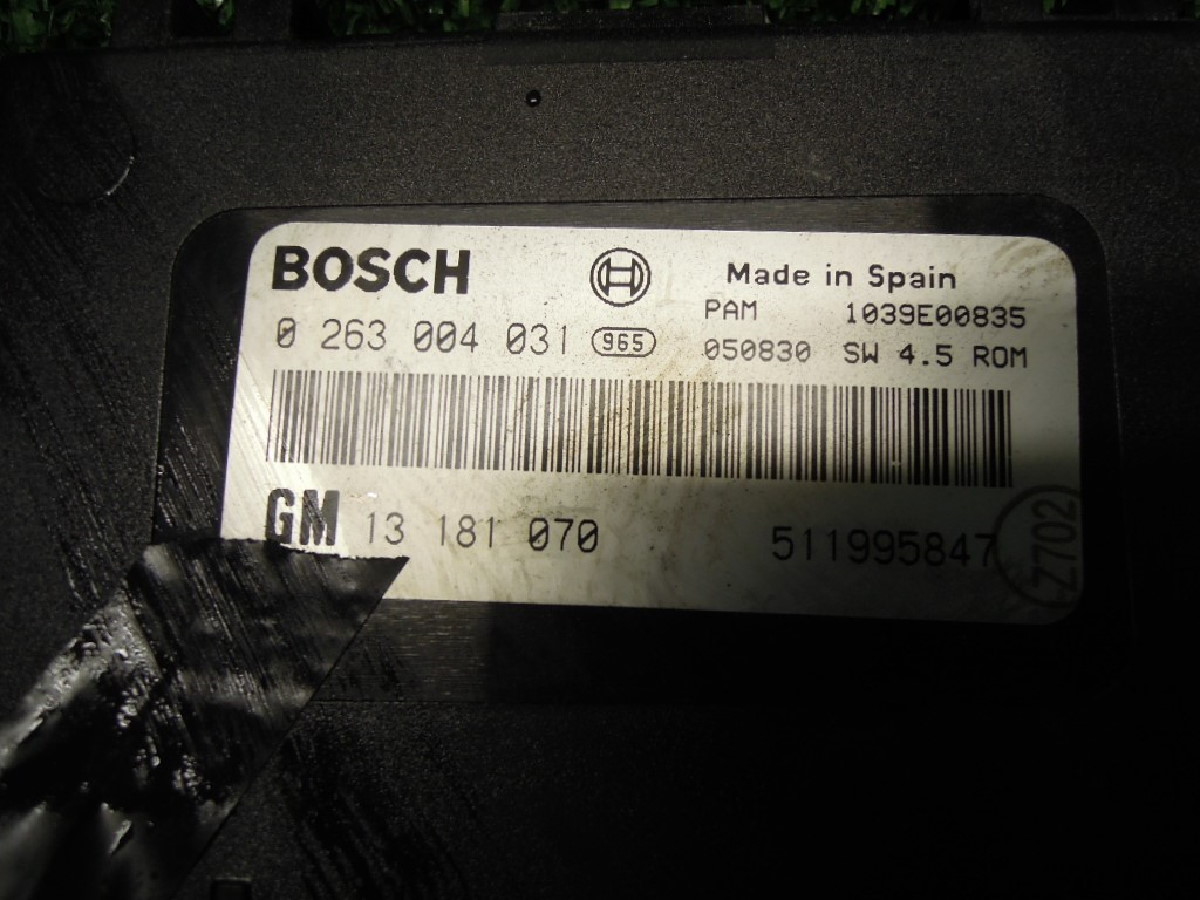 BOSCH
Made in Spain
0 263 004 031 965
PAM 1039E00835
050830 SW 4.5 ROM
GM 13 181 070
511995847
Z702